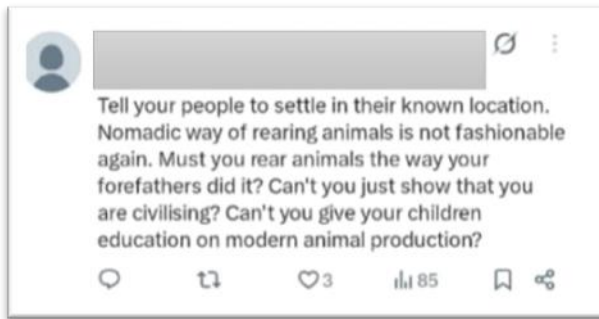 Tell your people to settle in their known location.
Nomadic way of rearing animals is not fashionable
again. Must you rear animals the way your
forefathers did it? Can't you just show that you
are civilising? Can't you give your children
education on modern animal production?
3 85